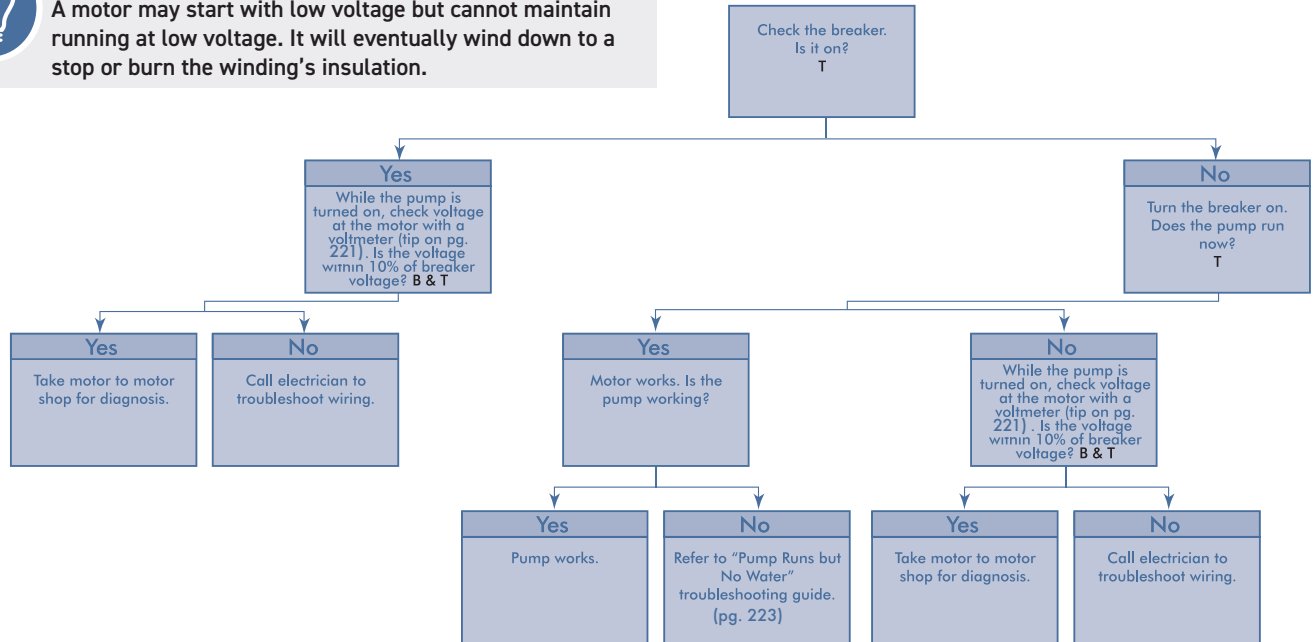 A motor may start with low voltage but cannot maintain
running at low voltage. It will eventually wind down to a
stop or burn the winding's insulation.
Check the breaker.
Is it on?
T
Yes
While the pump is
turned on, check voltage
at the motor with a
voltmeter (tip on pg.
221). Is the voltage
within 10% of breaker
voltage? B & T
No
Turn the breaker on.
Does the pump run
now?
T
Yes
Take motor to motor
shop for diagnosis.
No
Call electrician to
troubleshoot wiring.
Yes
Motor works. Is the
pump working?
No
While the pump is
turned on, check voltage
at the motor with a
voltmeter (tip on pg.
221) . Is the voltage
within 10% of breaker
voltage? B & T
Yes
Pump works.
No
Refer to “Pump Runs but
No Water”
troubleshooting guide.
(pg. 223)
Yes
Take motor to motor
shop for diagnosis.
No
Call electrician to
troubleshoot wiring.